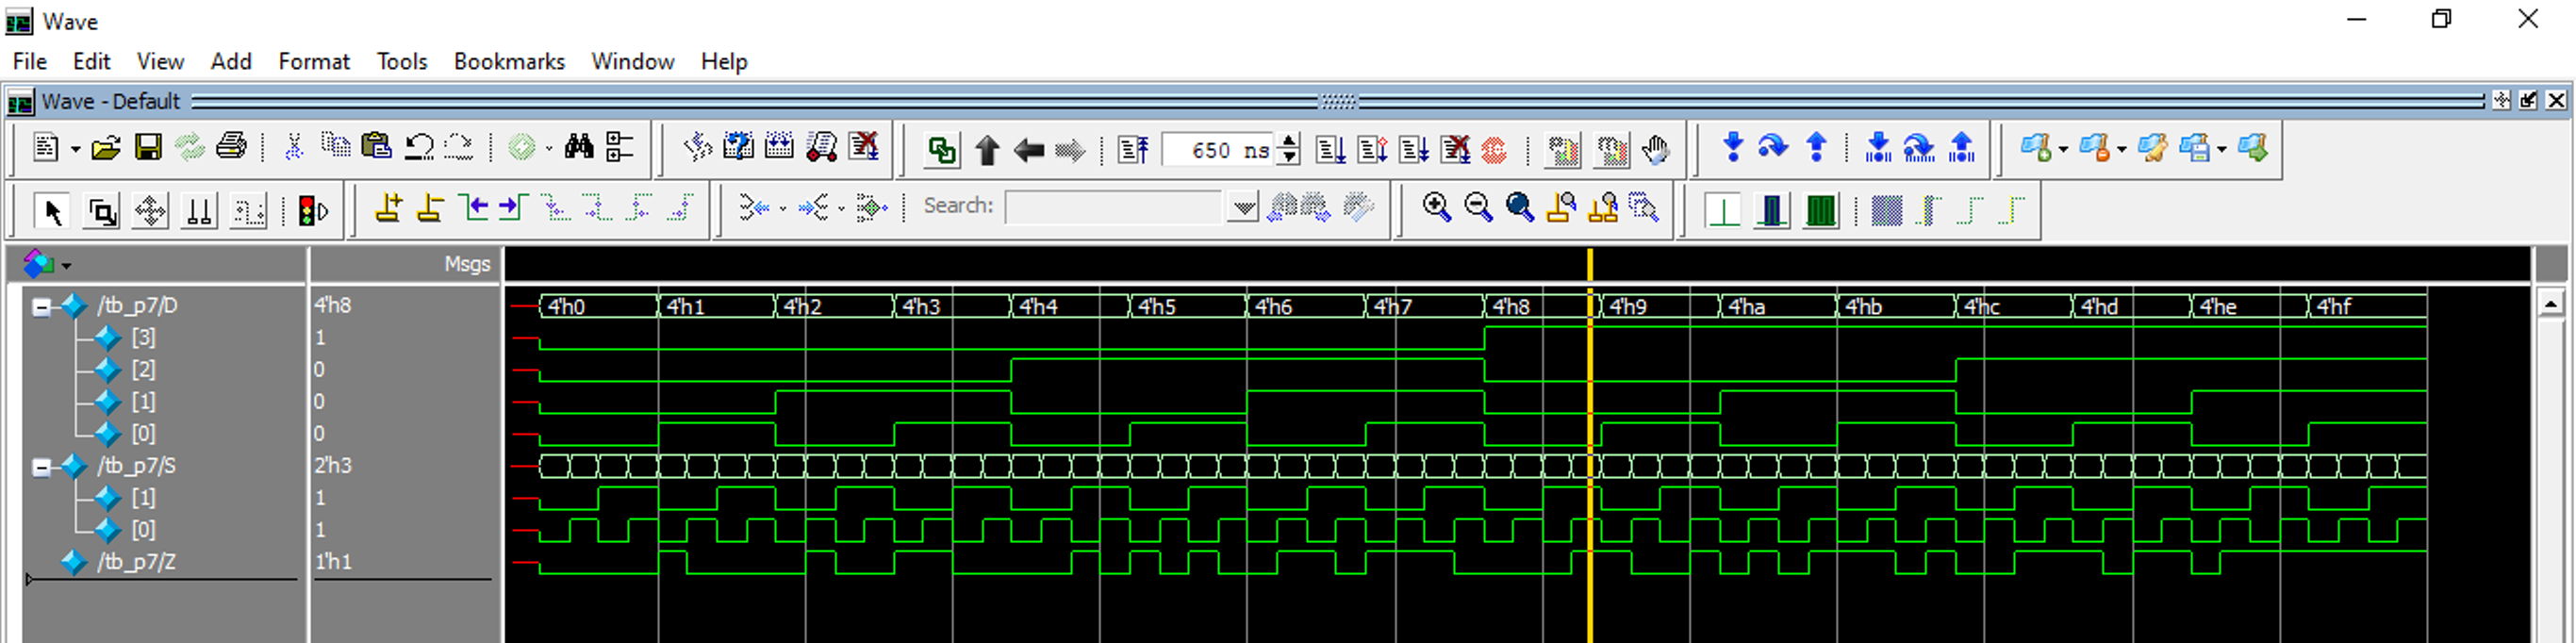 Wave
File Edit View Add Format Tools Bookmarks Window Help
Wave - Default
650 ns
Search:
Msgs
/tb_p7/D 4'h8 4'h0 4'h1 4'h2 4'h3 4'h4 4'h5 4'h6 4'h7 4'h8 4'h9 4'ha 4'hb 4'hc 4'hd 4'he 4'hf
[3] 1
[2] 0
[1] 0
[0] 0
/tb_p7/S 2'h3
[1] 1
[0] 1
/tb_p7/Z 1'h1